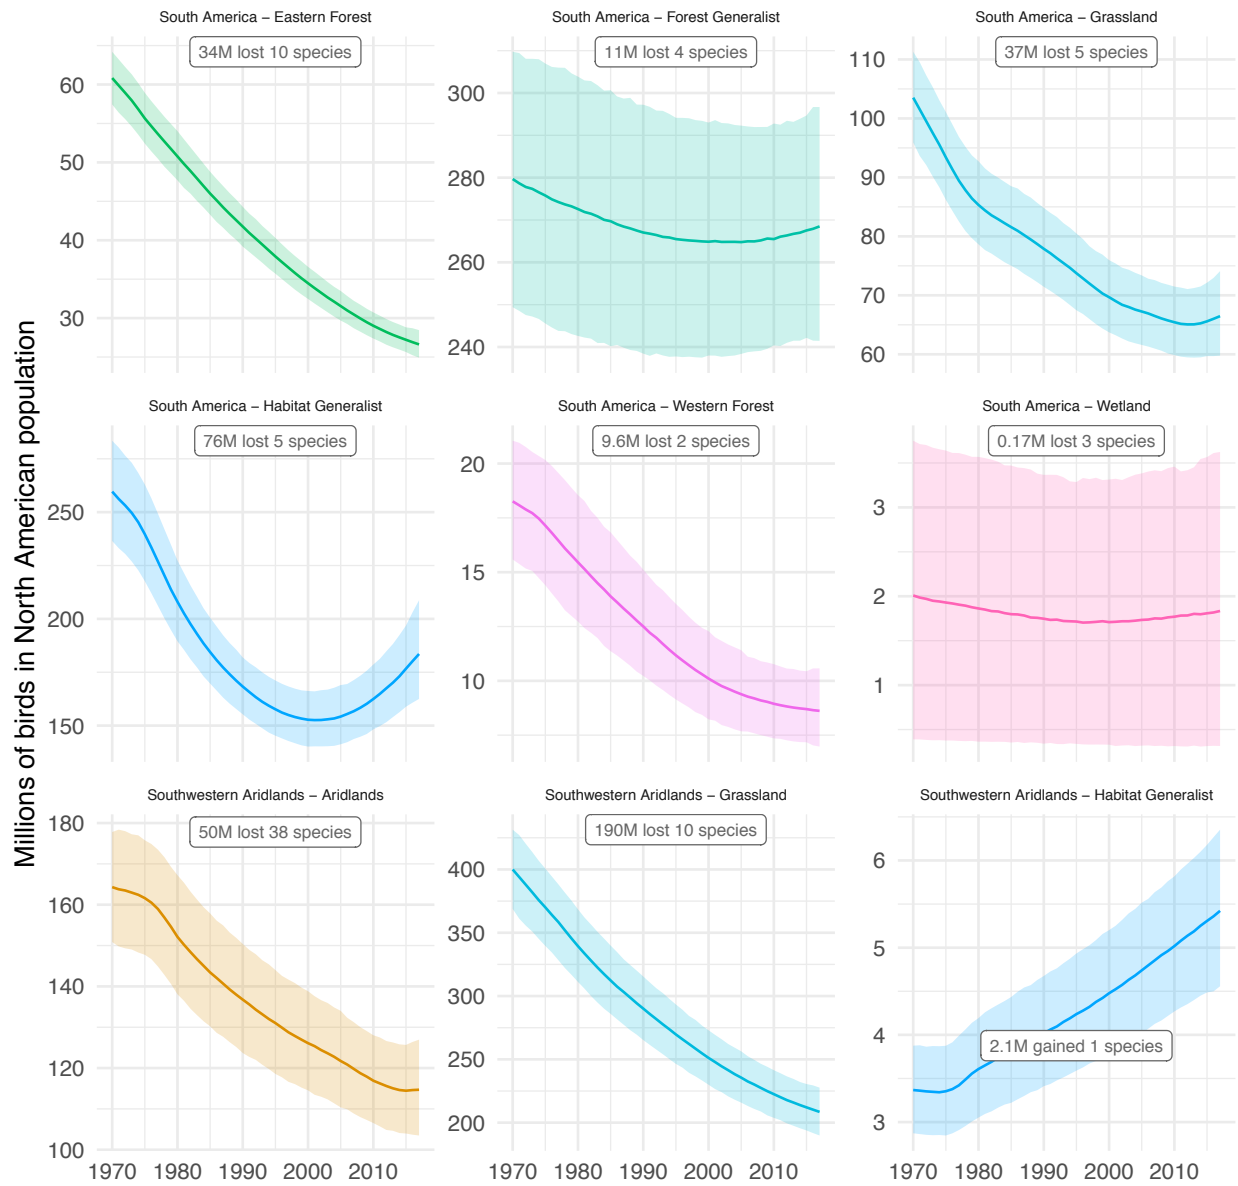 South America – Eastern Forest
South America – Forest Generalist
South America – Grassland
34M lost 10 species
11M lost 4 species
37M lost 5 species
60
50
40
30
300
280
260
240
110
100
90
80
70
60
Millions of birds in North American population
South America – Habitat Generalist
South America – Western Forest
South America – Wetland
76M lost 5 species
9.6M lost 2 species
0.17M lost 3 species
250
200
150
20
15
10
3
2
1
Southwestern Aridlands – Aridlands
Southwestern Aridlands – Grassland
Southwestern Aridlands – Habitat Generalist
50M lost 38 species
190M lost 10 species
2.1M gained 1 species
180
160
140
120
100
400
350
300
250
200
6
5
4
3
1970 1980 1990 2000 2010
1970 1980 1990 2000 2010
1970 1980 1990 2000 2010